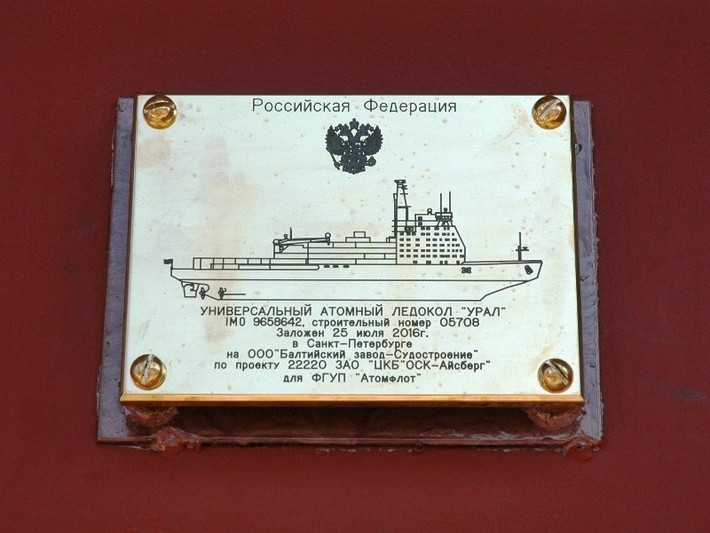 Российская Федерация
УНИВЕРСАЛЬНЫЙ АТОМНЫЙ ЛЕДОКОЛ "УРАЛ"
IMO 9658642, строительный номер 05708
Заложен 25 июля 2016г.
в Санкт-Петербурге
на ООО"Балтийский завод-Судостроение"
по проекту 22220 ЗАО "ЦКБ"ОСК-Айсберг"
для ФГУП "Атомфлот"